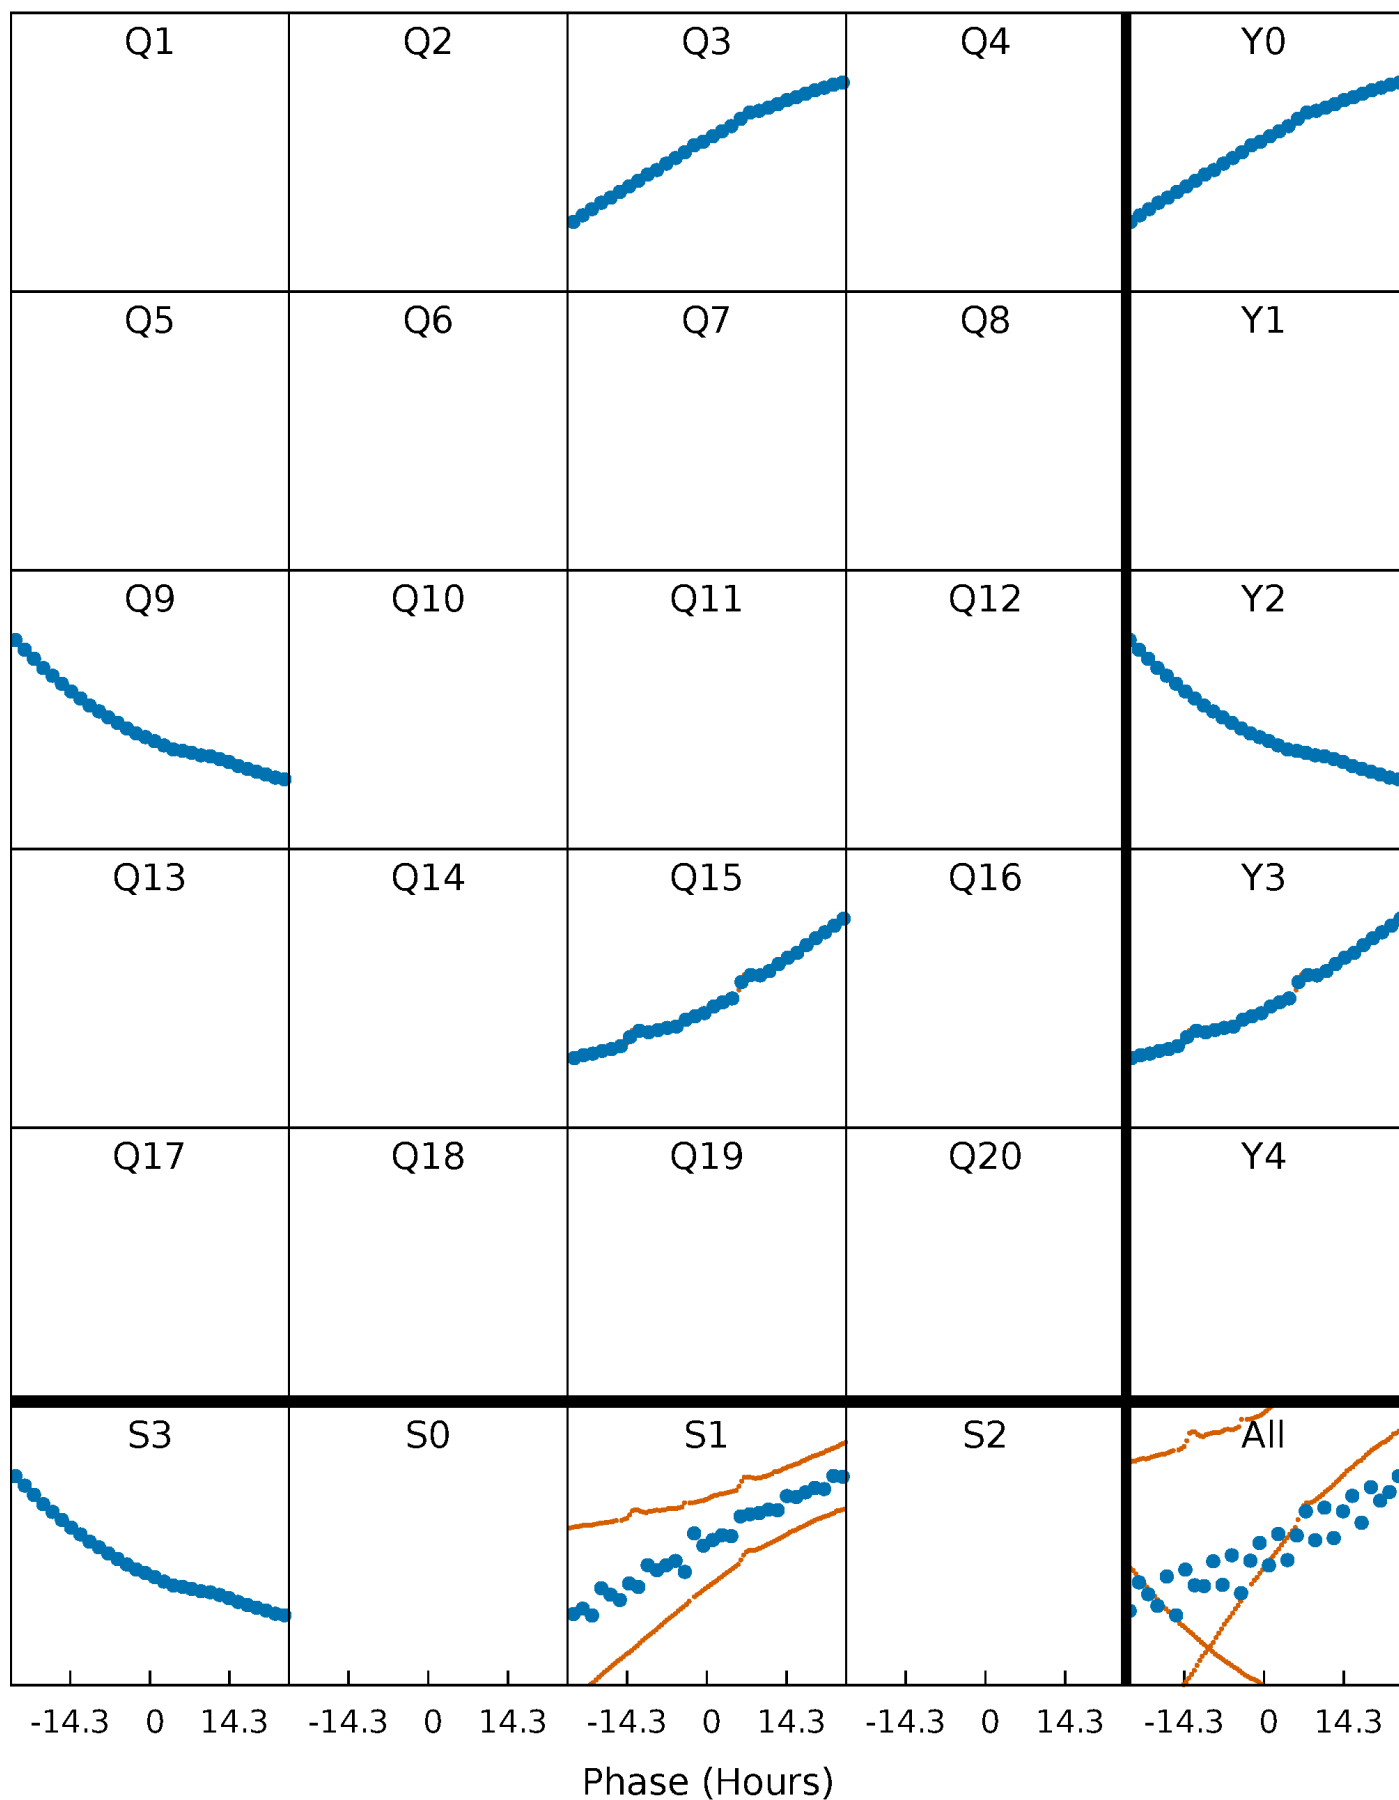 Q1 Q2 Q3 Q4 Y0
Q5 Q6 Q7 Q8 Y1
Q9 Q10 Q11 Q12 Y2
Q13 Q14 Q15 Q16 Y3
Q17 Q18 Q19 Q20 Y4
S3 S0 S1 S2 All
-14.3 0 14.3 -14.3 0 14.3 -14.3 0 14.3 -14.3 0 14.3 -14.3 0 14.3
Phase (Hours)